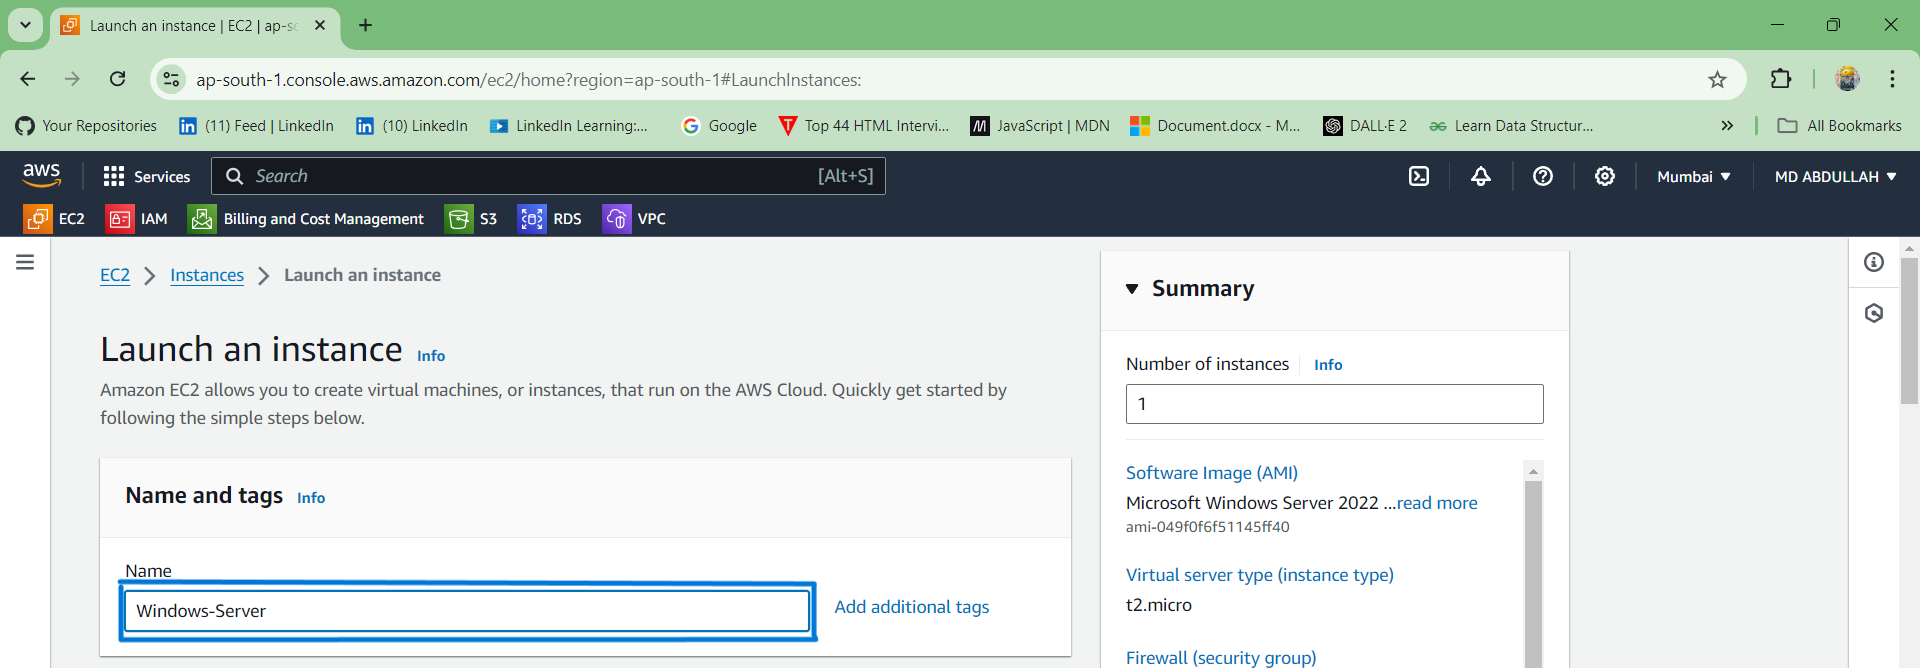 Launch an instance | EC2 | ap-so
ap-south-1.console.aws.amazon.com/ec2/home?region=ap-south-1#LaunchInstances:
Your Repositories (11) Feed | LinkedIn (10) LinkedIn LinkedIn Learning:... Google Top 44 HTML Intervi... JavaScript | MDN Document.docx - M... DALL·E 2 Learn Data Structur... All Bookmarks
aws Services Search [Alt+S] Mumbai MD ABDULLAH
EC2 IAM Billing and Cost Management S3 RDS VPC
EC2 Instances Launch an instance
Launch an instance Info
Amazon EC2 allows you to create virtual machines, or instances, that run on the AWS Cloud. Quickly get started by
following the simple steps below.
Name and tags Info
Name
Windows-Server
Add additional tags
Summary
Number of instances Info
1
Software Image (AMI)
Microsoft Windows Server 2022 ...read more
ami-049f0f6f51145ff40
Virtual server type (instance type)
t2.micro
Firewall (security group)